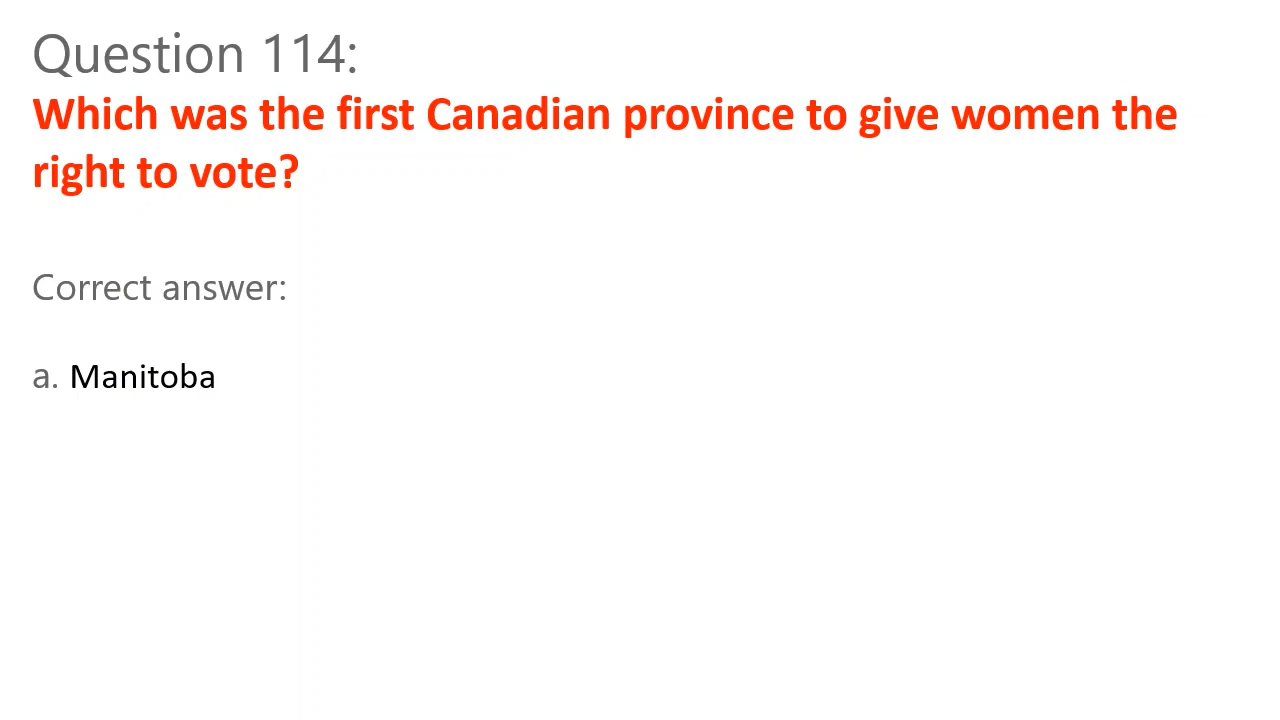 Question 114:
Which was the first Canadian province to give women the
right to vote?
Correct answer:
a. Manitoba